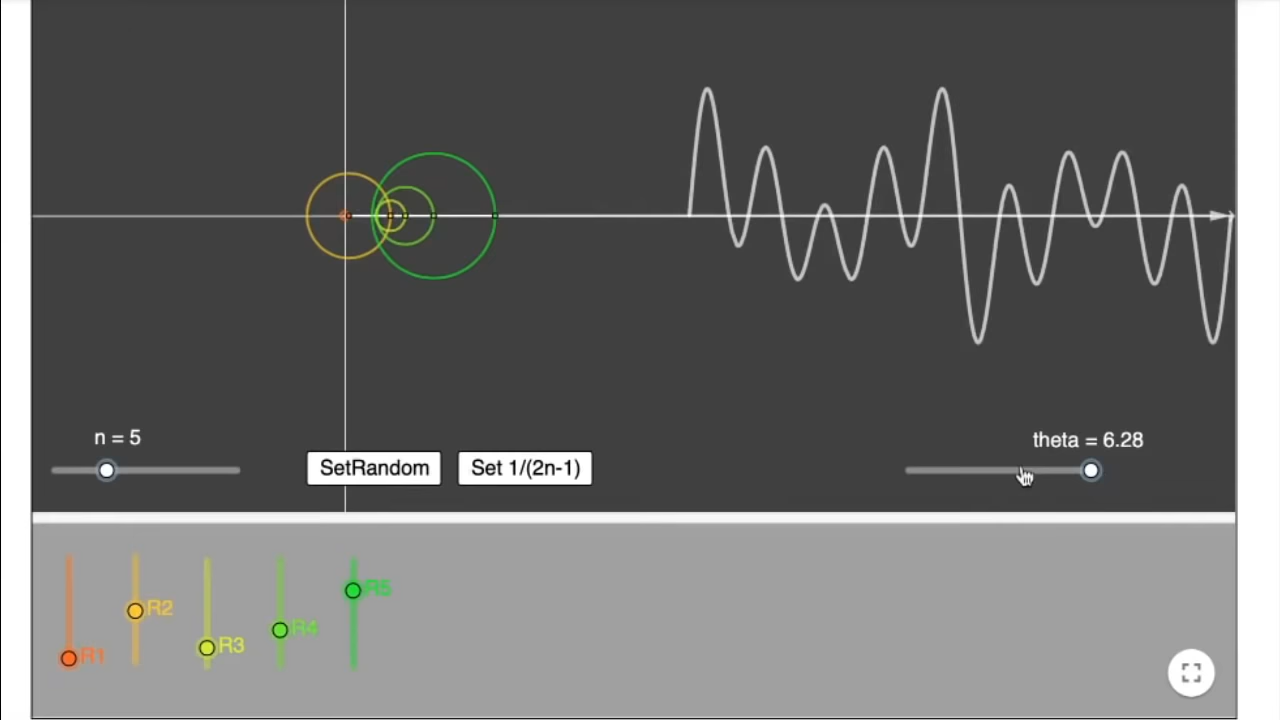 n = 5
theta = 6.28
SetRandom
Set 1/(2n-1)
R1
R2
R3
R4
R5